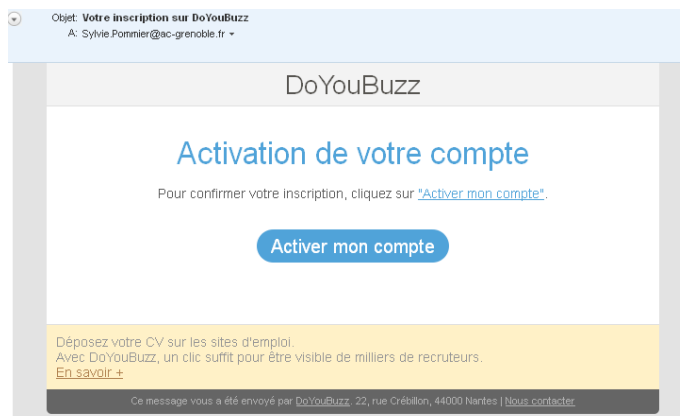 Objet: Votre inscription sur DoYouBuzz
A: Sylvie.Pommier@ac-grenoble.fr
DoYouBuzz
Activation de votre compte
Pour confirmer votre inscription, cliquez sur "Activer mon compte".
Activer mon compte
Déposez votre CV sur les sites d'emploi.
Avec DoYouBuzz, un clic suffit pour être visible de milliers de recruteurs.
En savoir +
Ce message vous a été envoyé par DoYouBuzz. 22, rue Crébillon, 44000 Nantes | Nous contacter